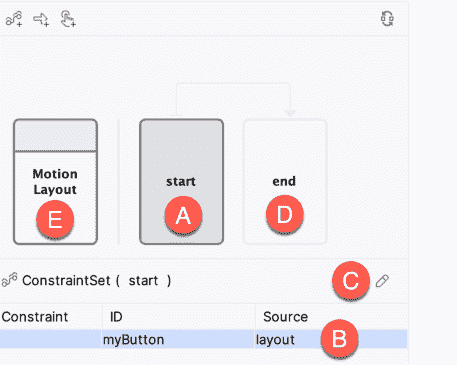 Motion
Layout
start
end
E
A
D
ConstraintSet ( start )
C
Constraint ID Source
myButton layout
B